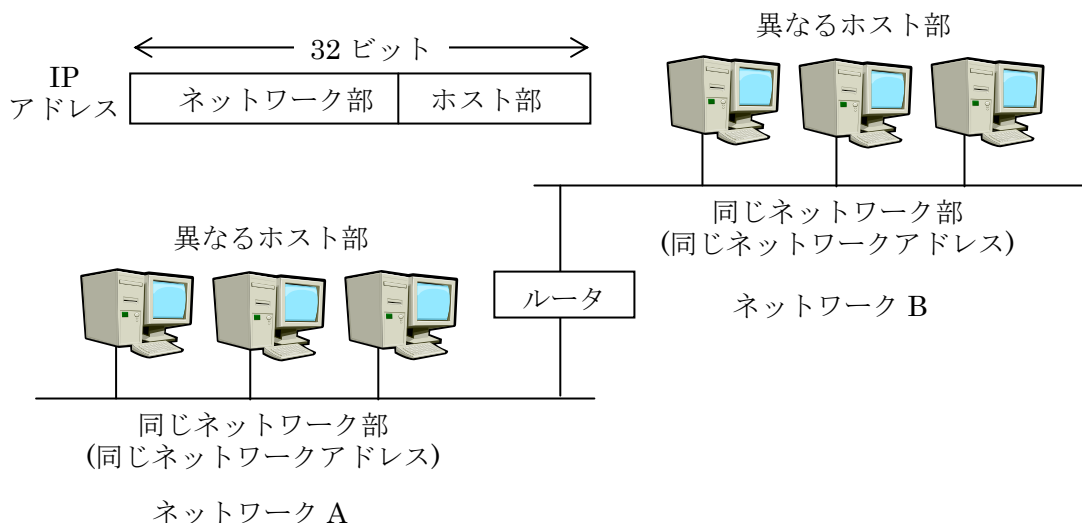 32 ビット
IP
アドレス
ネットワーク部
ホスト部
異なるホスト部
同じネットワーク部
(同じネットワークアドレス)
ネットワーク B
ルータ
異なるホスト部
同じネットワーク部
(同じネットワークアドレス)
ネットワーク A